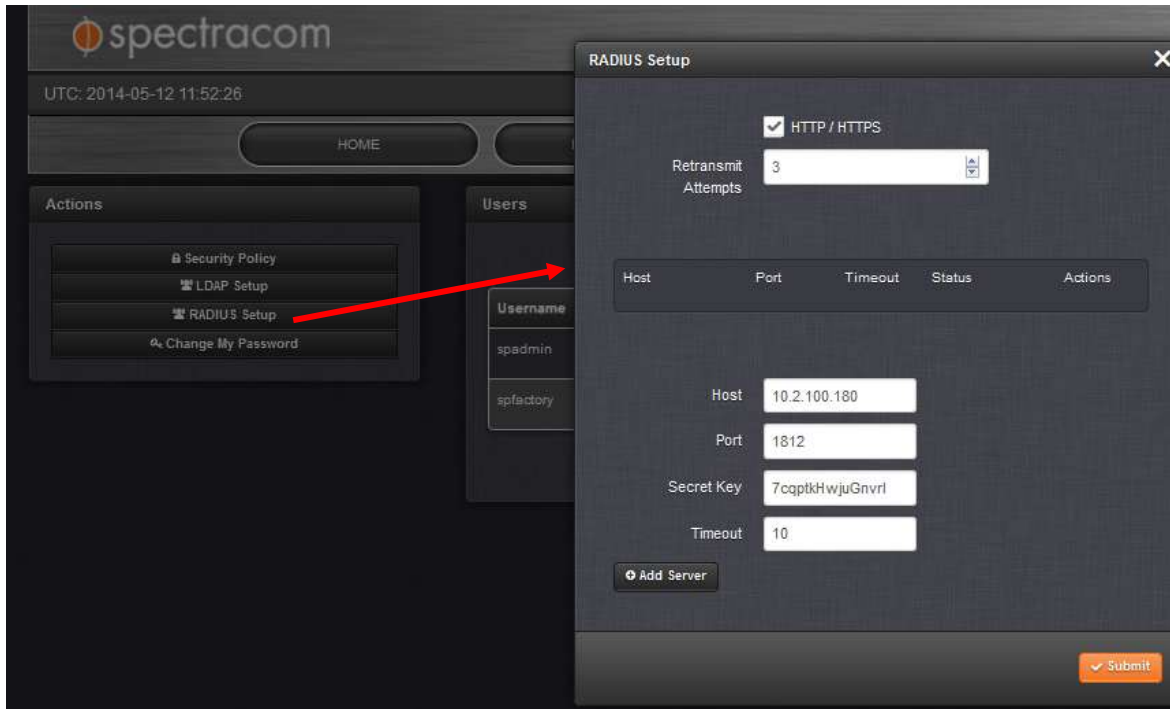 spectracom
UTC: 2014-05-12 11:52:26
HOME
Actions
Security Policy
LDAP Setup
RADIUS Setup
Change My Password
Users
Username
spadmin
spfactory
RADIUS Setup
HTTP / HTTPS
Retransmit
Attempts
3
Host Port Timeout Status Actions
Host 10.2.100.180
Port 1812
Secret Key
Timeout 10
Add Server
Submit